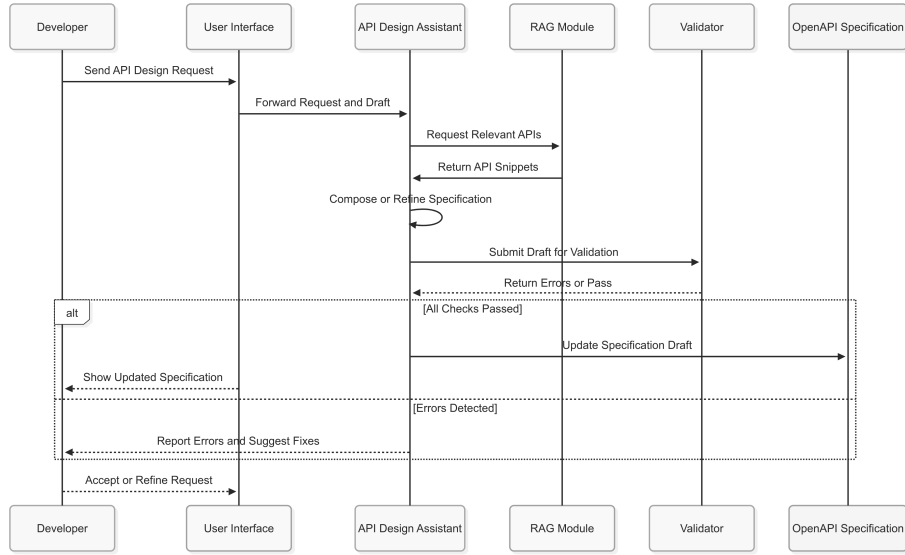 Developer
User Interface
API Design Assistant
RAG Module
Validator
OpenAPI Specification
Send API Design Request
Forward Request and Draft
Request Relevant APIs
Return API Snippets
Compose or Refine Specification
Submit Draft for Validation
Return Errors or Pass
alt
[All Checks Passed]
Update Specification Draft
Show Updated Specification
[Errors Detected]
Report Errors and Suggest Fixes
Accept or Refine Request
Developer
User Interface
API Design Assistant
RAG Module
Validator
OpenAPI Specification